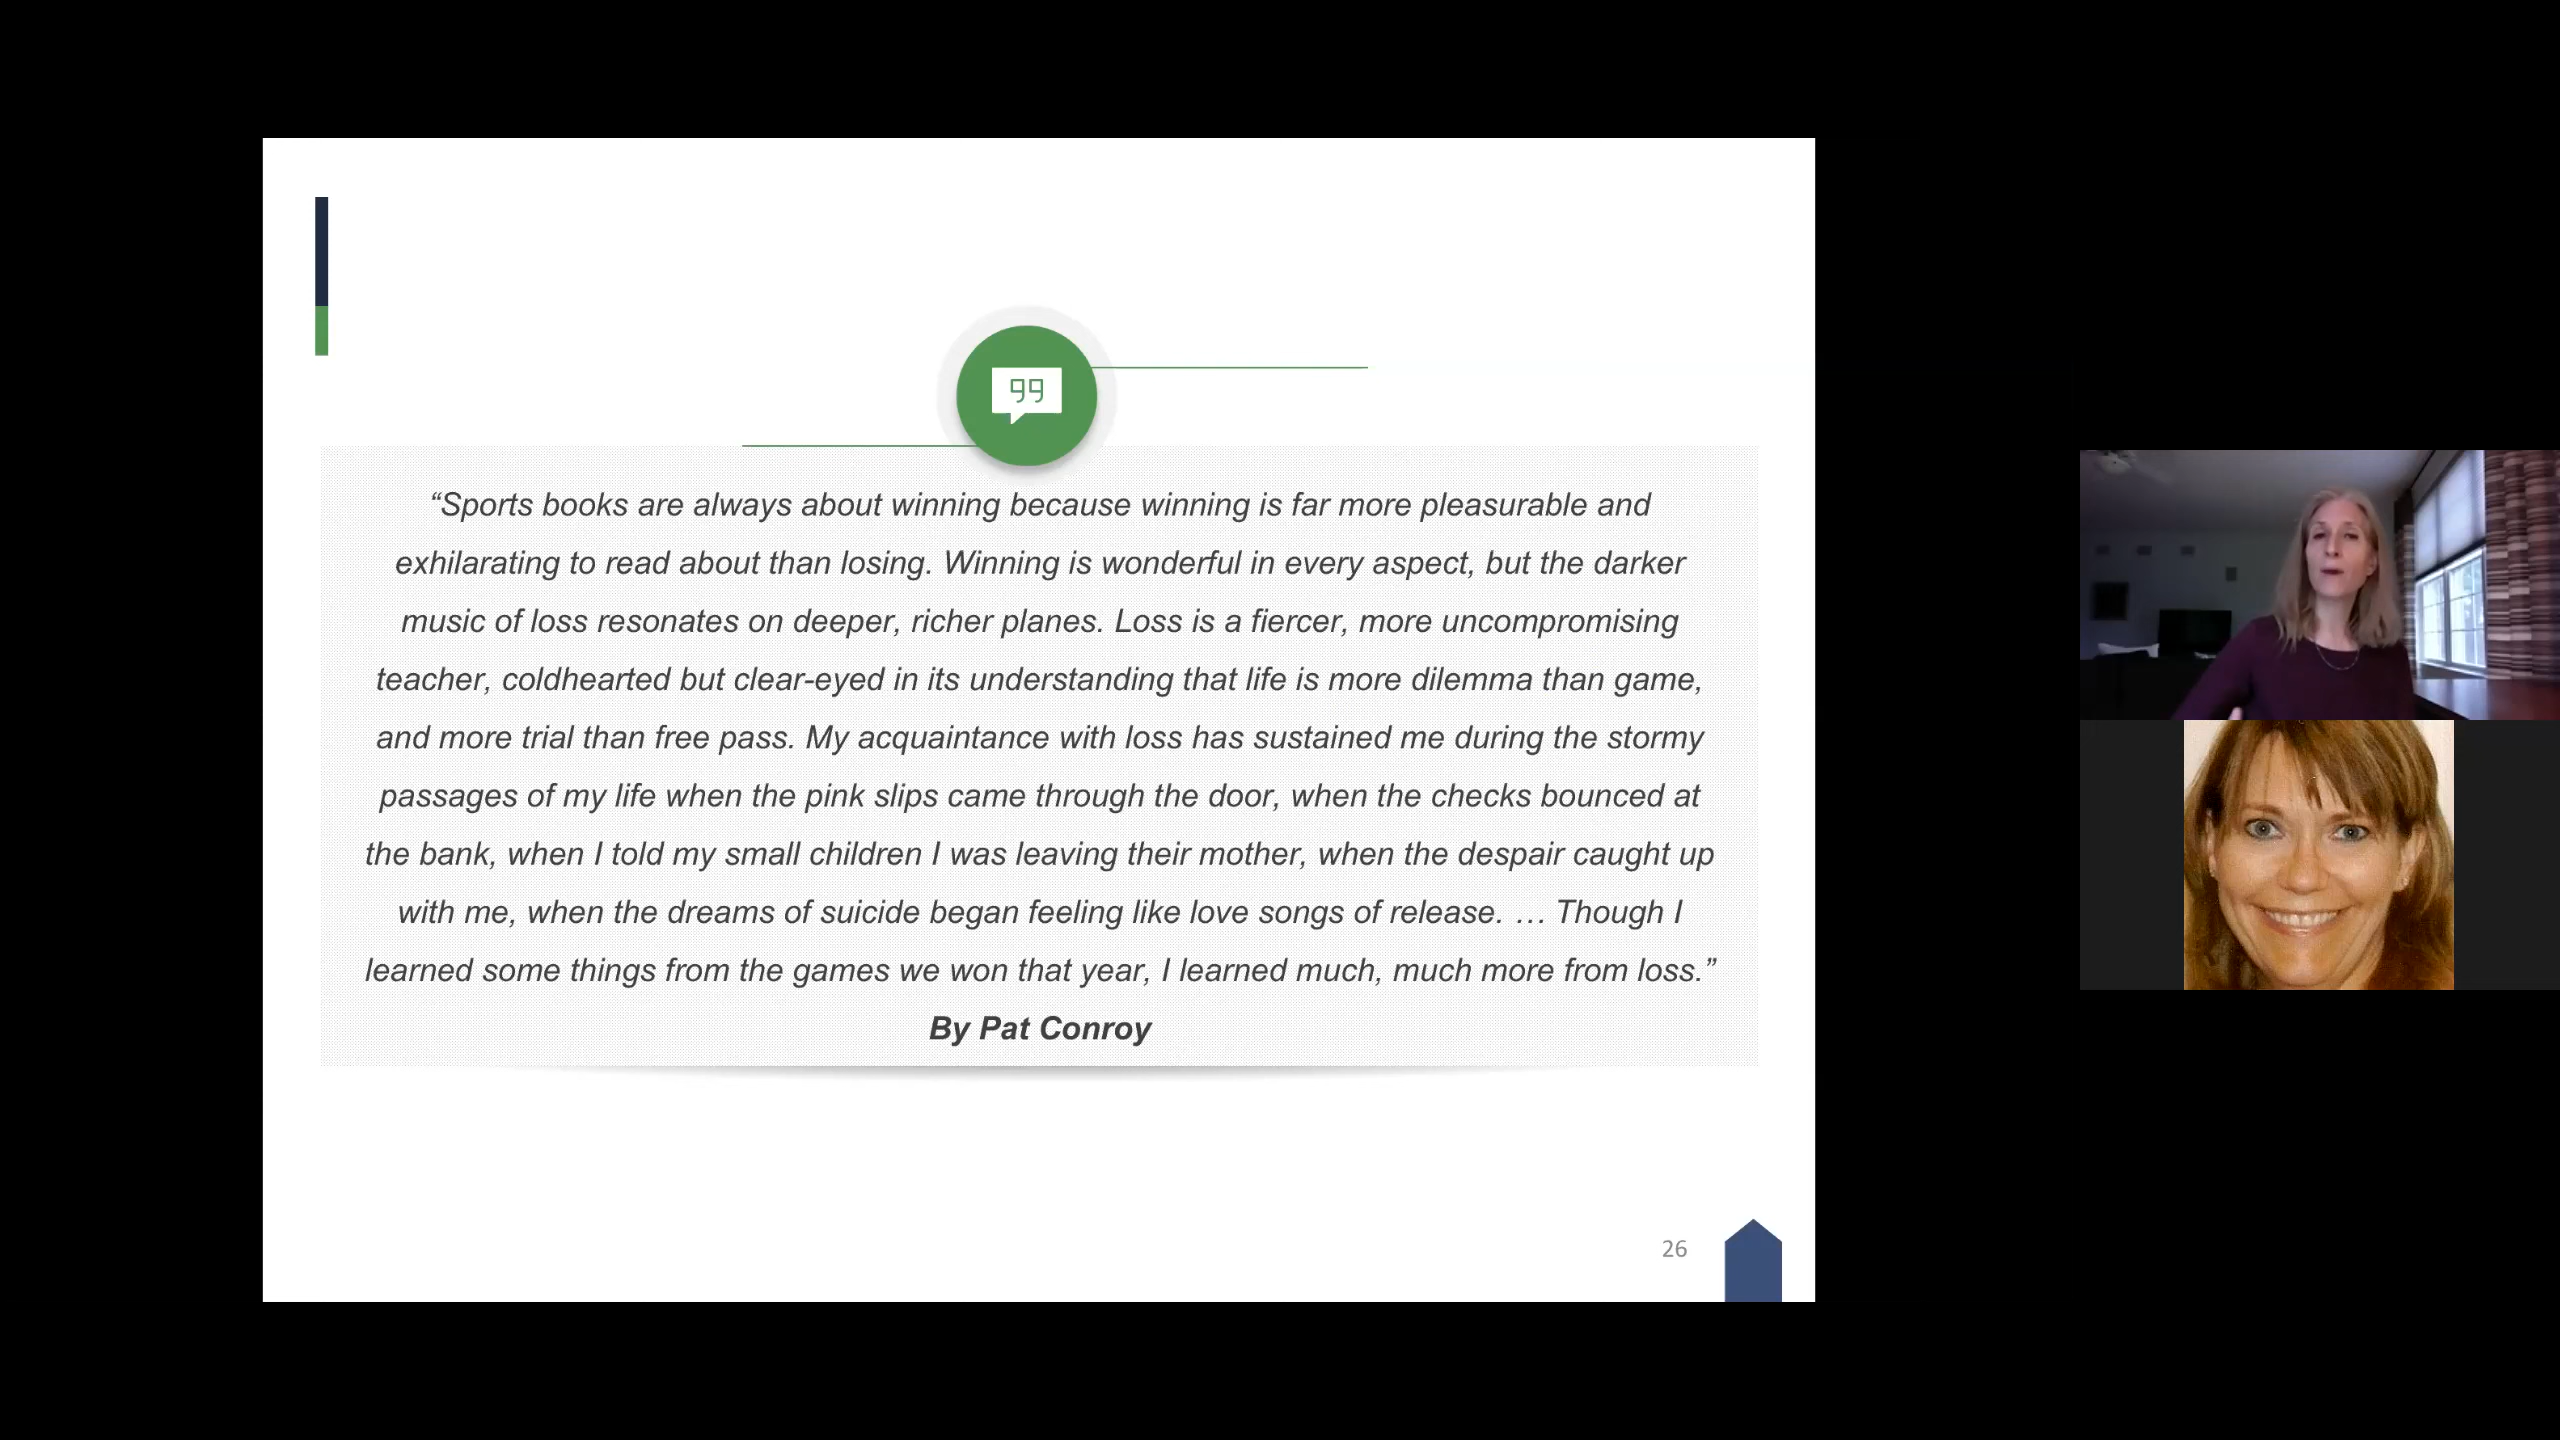 “Sports books are always about winning because winning is far more pleasurable and
exhilarating to read about than losing. Winning is wonderful in every aspect, but the darker
music of loss resonates on deeper, richer planes. Loss is a fiercer, more uncompromising
teacher, coldhearted but clear-eyed in its understanding that life is more dilemma than game,
and more trial than free pass. My acquaintance with loss has sustained me during the stormy
passages of my life when the pink slips came through the door, when the checks bounced at
the bank, when I told my small children I was leaving their mother, when the despair caught up
with me, when the dreams of suicide began feeling like love songs of release. … Though I
learned some things from the games we won that year, I learned much, much more from loss.”
By Pat Conroy
26